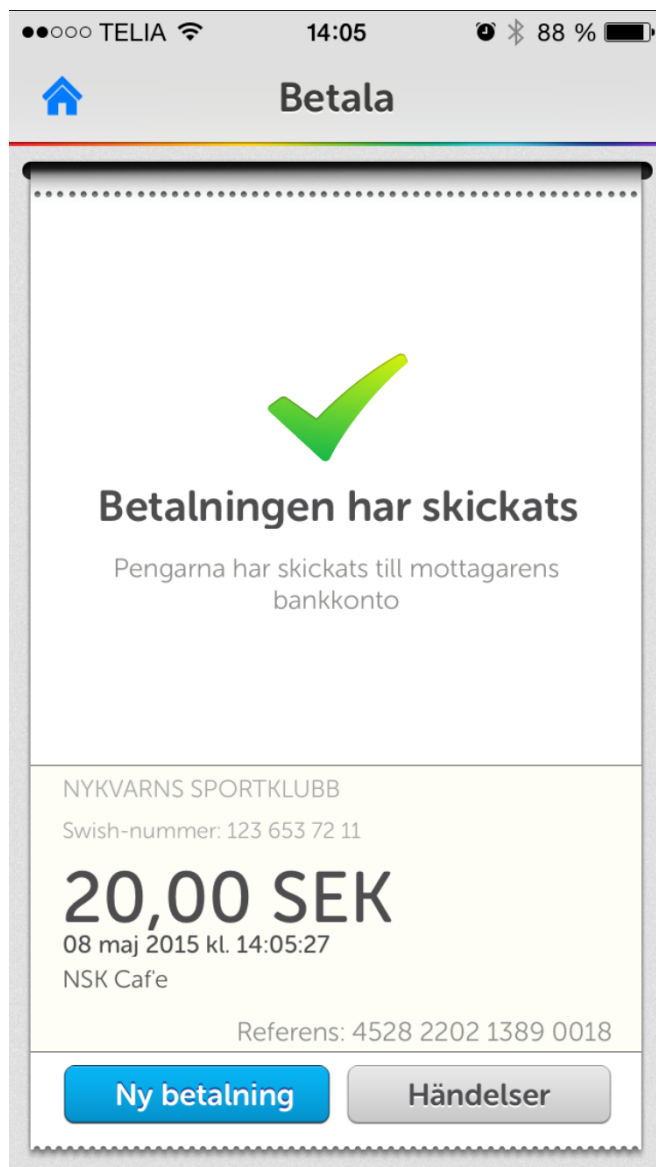 TELIA 14:05 88 %
Betala
Betalningen har skickats
Pengarna har skickats till mottagarens
bankkonto
NYKVARNS SPORTKLUBB
Swish-nummer: 123 653 72 11
20,00 SEK
08 maj 2015 kl. 14:05:27
NSK Caf'e
Referens: 4528 2202 1389 0018
Ny betalning Händelser